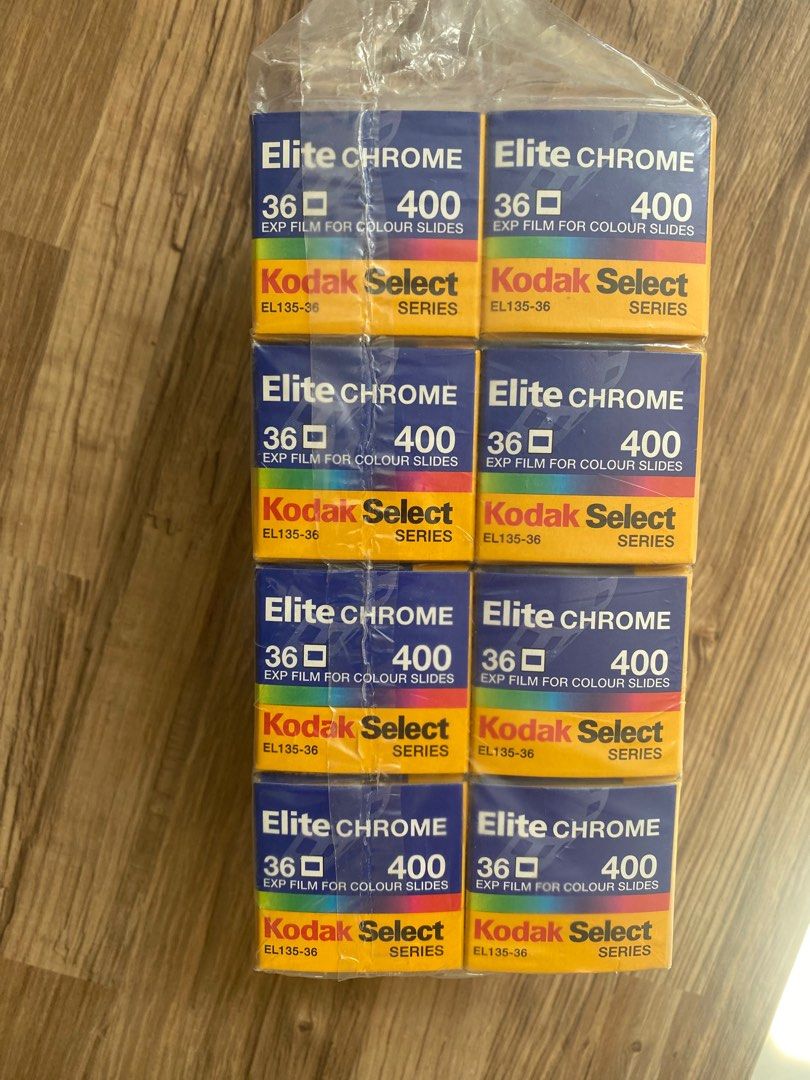 Elite CHROME
36 400
EXP FILM FOR COLOUR SLIDES
Kodak Select
EL135-36 SERIES
Elite CHROME
36 400
EXP FILM FOR COLOUR SLIDES
Kodak Select
EL135-36 SERIES
Elite CHROME
36 400
EXP FILM FOR COLOUR SLIDES
Kodak Select
EL135-36 SERIES
Elite CHROME
36 400
EXP FILM FOR COLOUR SLIDES
Kodak Select
EL135-36 SERIES
Elite CHROME
36 400
EXP FILM FOR COLOUR SLIDES
Kodak Select
EL135-36 SERIES
Elite CHROME
36 400
EXP FILM FOR COLOUR SLIDES
Kodak Select
EL135-36 SERIES
Elite CHROME
36 400
EXP FILM FOR COLOUR SLIDES
Kodak Select
EL135-36 SERIES
Elite CHROME
36 400
EXP FILM FOR COLOUR SLIDES
Kodak Select
EL135-36 SERIES